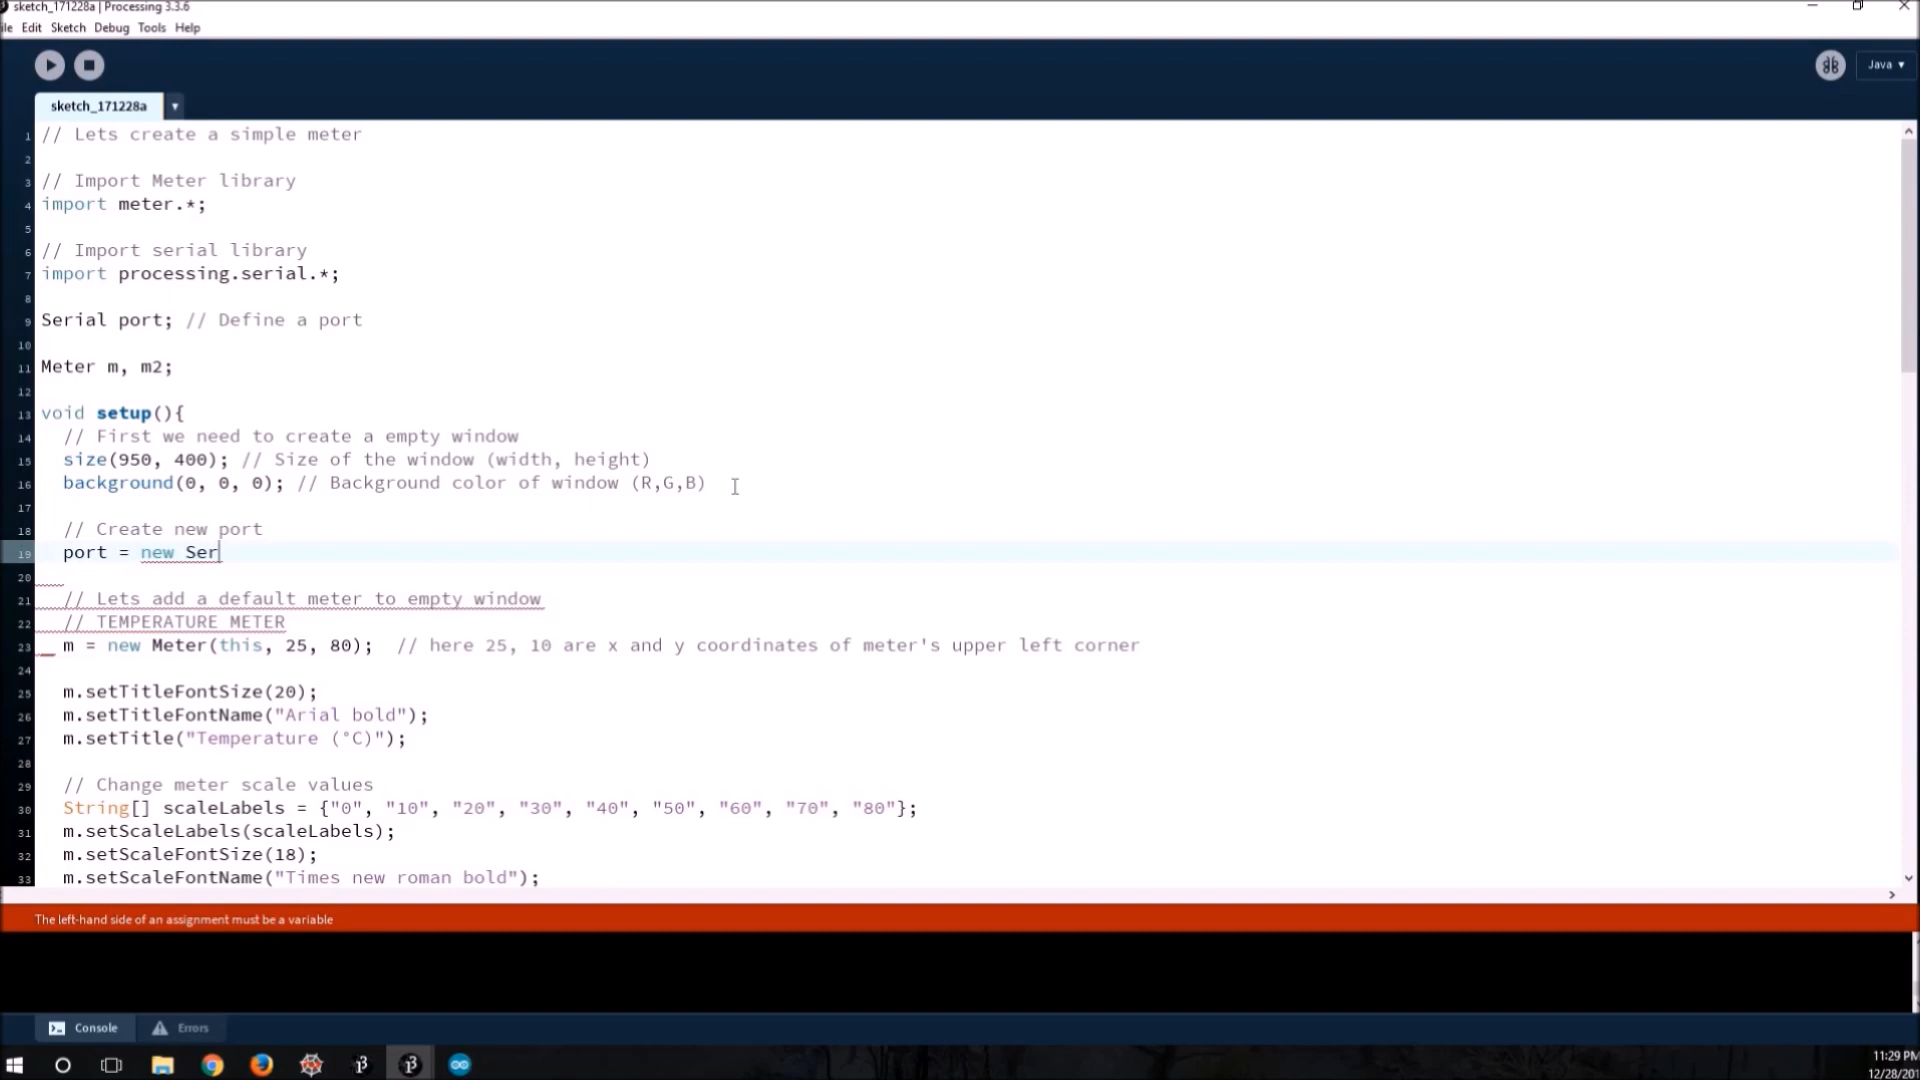 sketch_171228a | Processing 3.3.6
ile Edit Sketch Debug Tools Help
Java ▾
sketch_171228a ▾
1 // Lets create a simple meter
2
3 // Import Meter library
4 import meter.*;
5
6 // Import serial library
7 import processing.serial.*;
8
9 Serial port; // Define a port
10
11 Meter m, m2;
12
13 void setup(){
14 // First we need to create a empty window
15 size(950, 400); // Size of the window (width, height)
16 background(0, 0, 0); // Background color of window (R,G,B)
17
18 // Create new port
19 port = new Ser
20
21 // Lets add a default meter to empty window
22 // TEMPERATURE METER
23 m = new Meter(this, 25, 80); // here 25, 10 are x and y coordinates of meter's upper left corner
24
25 m.setTitleFontSize(20);
26 m.setTitleFontName("Arial bold");
27 m.setTitle("Temperature (°C)");
28
29 // Change meter scale values
30 String[] scaleLabels = {"0", "10", "20", "30", "40", "50", "60", "70", "80"};
31 m.setScaleLabels(scaleLabels);
32 m.setScaleFontSize(18);
33 m.setScaleFontName("Times new roman bold");
The left-hand side of an assignment must be a variable
Console Errors
11:29 PM
12/28/201